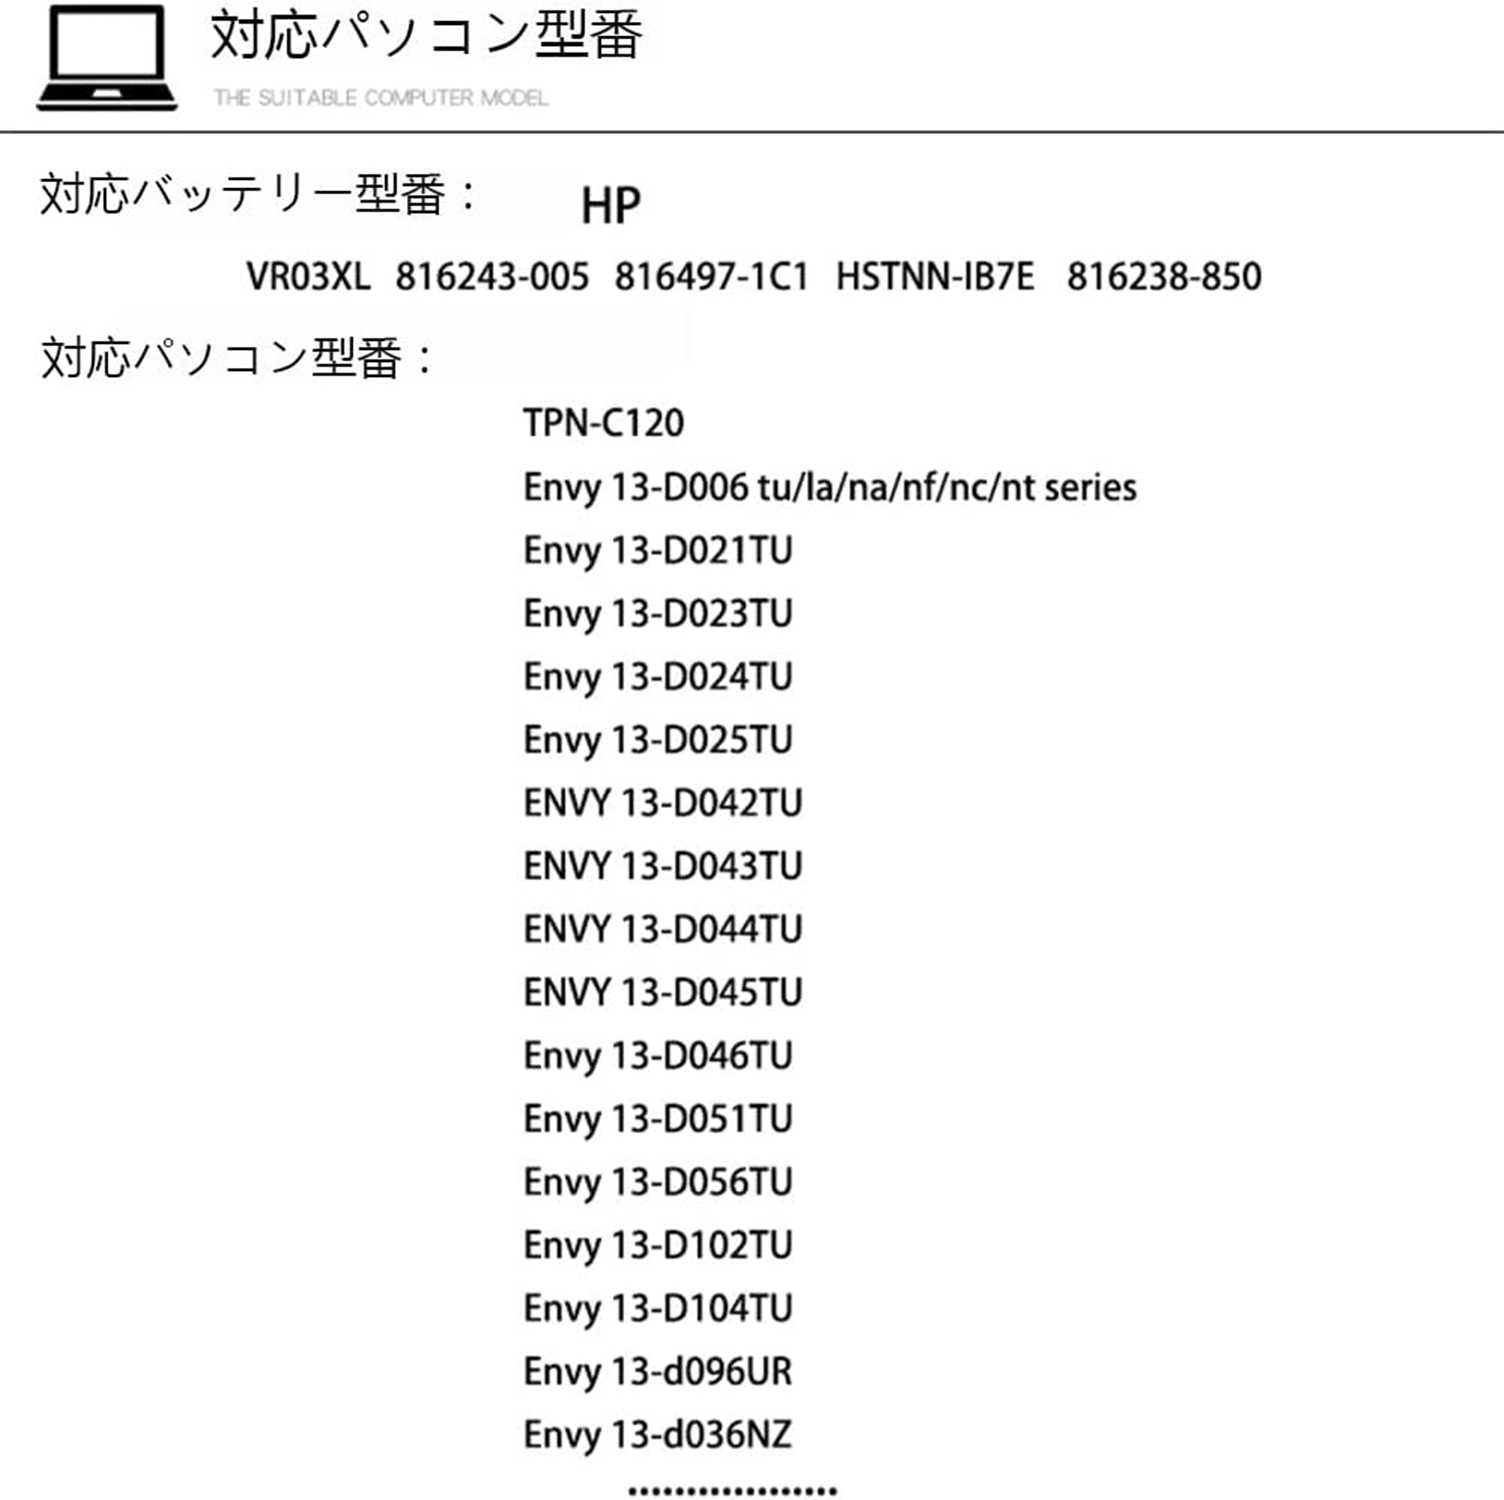 対応パソコン型番
THE SUITABLE COMPUTER MODEL
対応バッテリー型番： HP
VR03XL 816243-005 816497-1C1 HSTNN-IB7E 816238-850
対応パソコン型番：
TPN-C120
Envy 13-D006 tu/la/na/nf/nc/nt series
Envy 13-D021TU
Envy 13-D023TU
Envy 13-D024TU
Envy 13-D025TU
ENVY 13-D042TU
ENVY 13-D043TU
ENVY 13-D044TU
ENVY 13-D045TU
Envy 13-D046TU
Envy 13-D051TU
Envy 13-D056TU
Envy 13-D102TU
Envy 13-D104TU
Envy 13-d096UR
Envy 13-d036NZ
..................